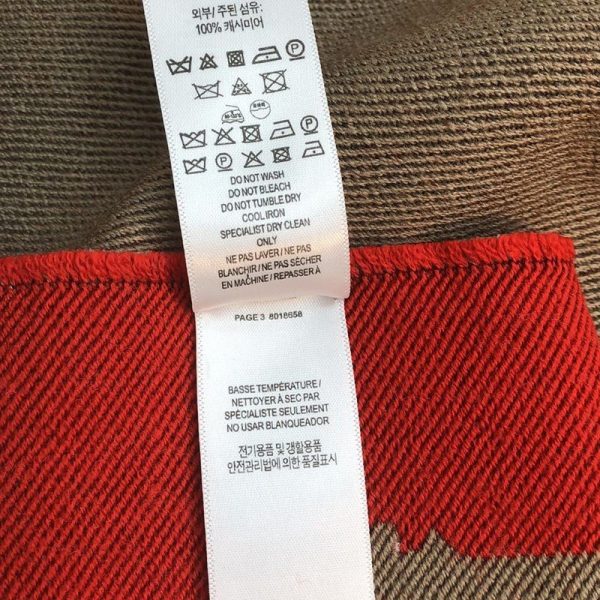 외부/ 주된 섬유:
100% 캐시미어
DO NOT WASH
DO NOT BLEACH
DO NOT TUMBLE DRY
COOL IRON
SPECIALIST DRY CLEAN
ONLY
NE PAS LAVER / NE PAS
BLANCHIR / NE PAS SÉCHER
EN MACHINE / REPASSER À
PAGE 3 8018658
BASSE TEMPÉRATURE /
NETTOYER À SEC PAR
SPÉCIALISTE SEULEMENT
NO USAR BLANQUEADOR
전기용품 및 생활용품
안전관리법에 의한 품질표시